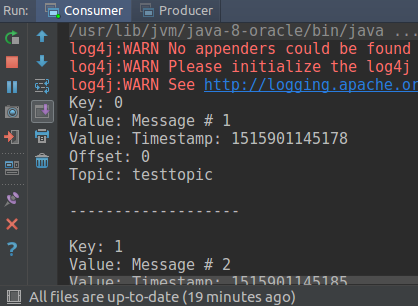 Run: Consumer Producer
/usr/lib/jvm/java-8-oracle/bin/java ...
log4j:WARN No appenders could be found
log4j:WARN Please initialize the log4j
log4j:WARN See http://logging.apache.or
Key: 0
Value: Message # 1
Value: Timestamp: 1515901145178
Offset: 0
Topic: testtopic
-------------------
Key: 1
Value: Message # 2
Value: Timestamp: 1515901145185
All files are up-to-date (19 minutes ago)